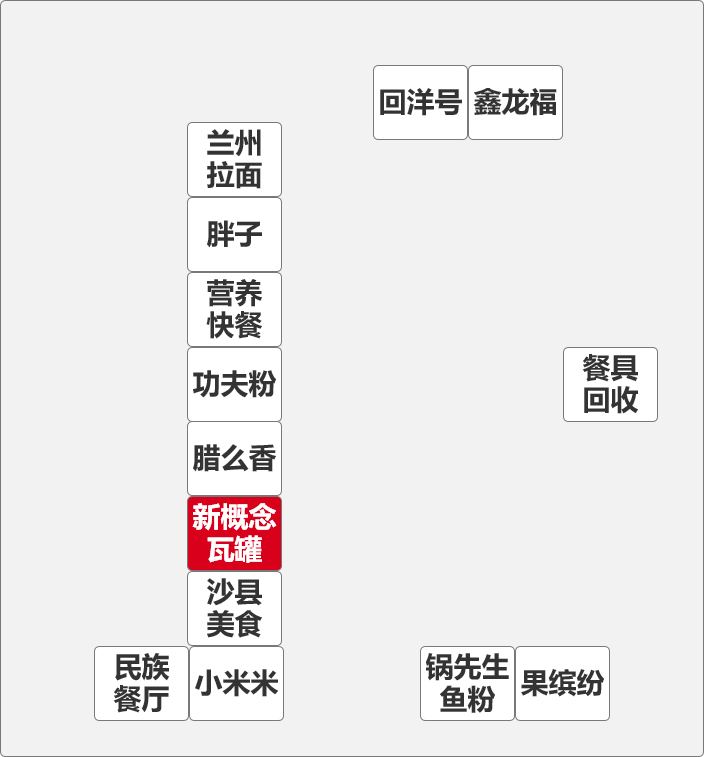 回洋号
鑫龙福
兰州
拉面
胖子
营养
快餐
功夫粉
餐具
回收
腊么香
新概念
瓦罐
沙县
美食
民族
餐厅
小米米
锅先生
鱼粉
果缤纷